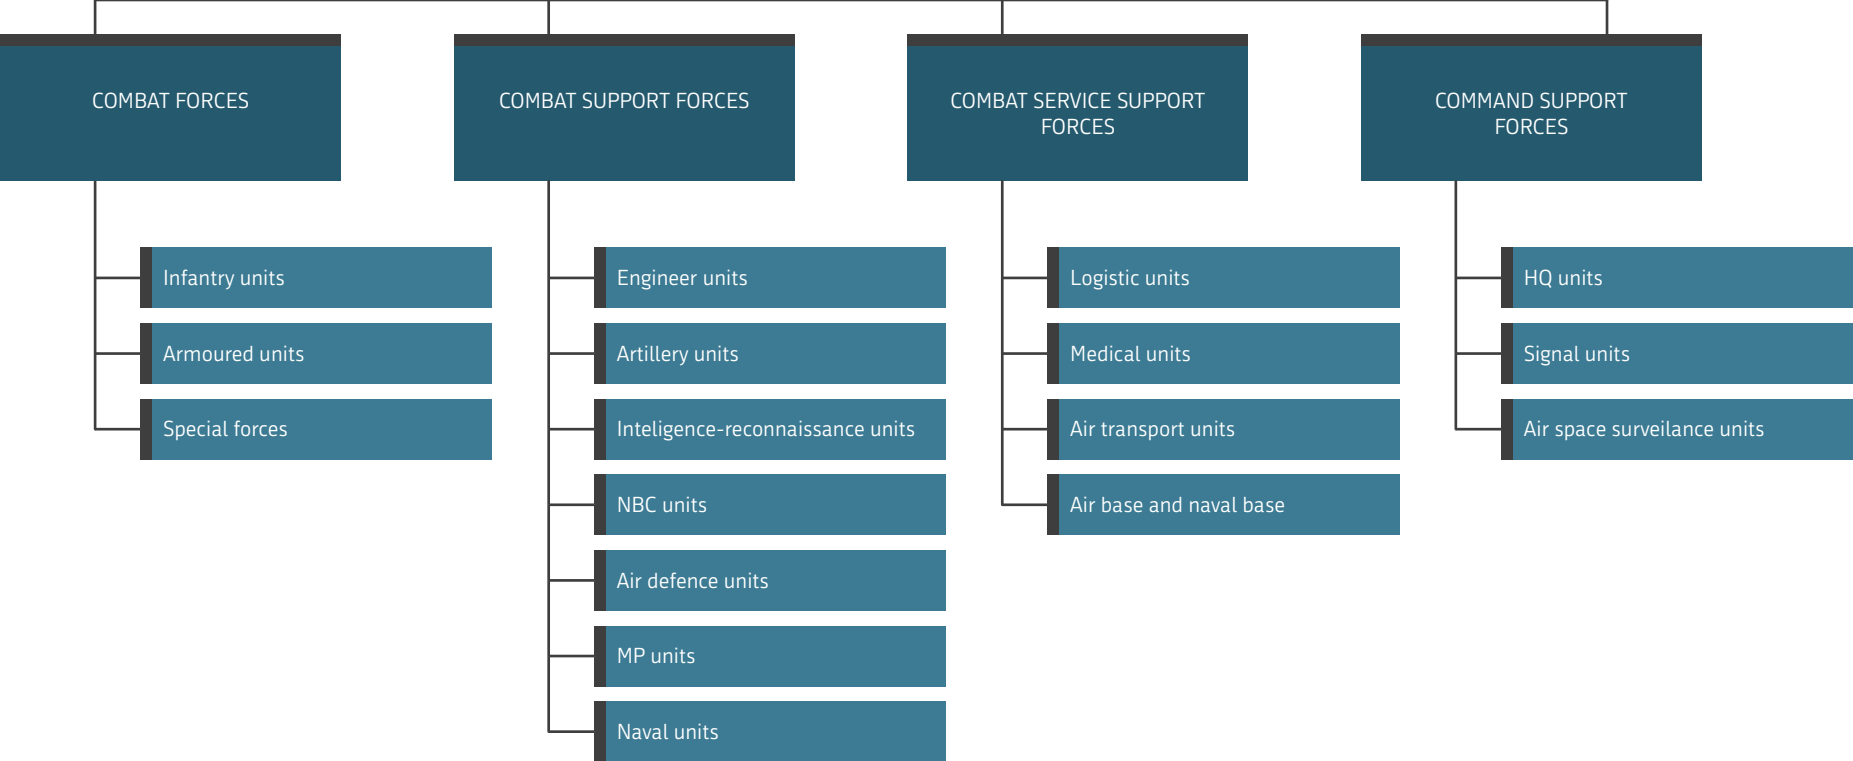 COMBAT FORCES
Infantry units
Armoured units
Special forces
COMBAT SUPPORT FORCES
Engineer units
Artillery units
Inteligence-reconnaissance units
NBC units
Air defence units
MP units
Naval units
COMBAT SERVICE SUPPORT
FORCES
Logistic units
Medical units
Air transport units
Air base and naval base
COMMAND SUPPORT
FORCES
HQ units
Signal units
Air space surveilance units